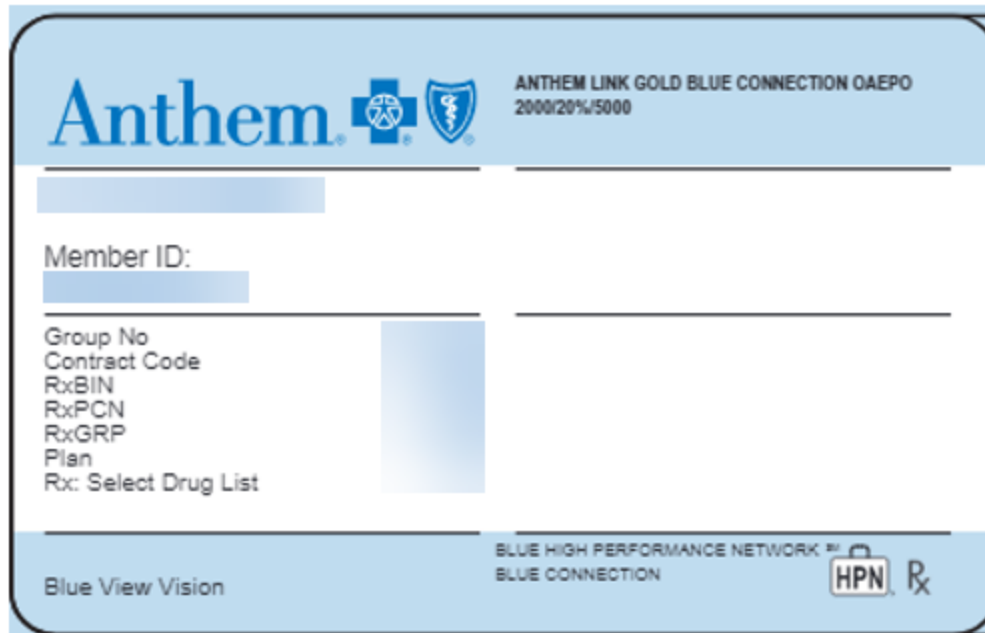 Anthem
ANTHEM LINK GOLD BLUE CONNECTION OAEPO
2000/20%/5000
Member ID:
Group No
Contract Code
RxBIN
RxPCN
RxGRP
Plan
Rx: Select Drug List
Blue View Vision
BLUE HIGH PERFORMANCE NETWORK SM
BLUE CONNECTION
HPN
Rx